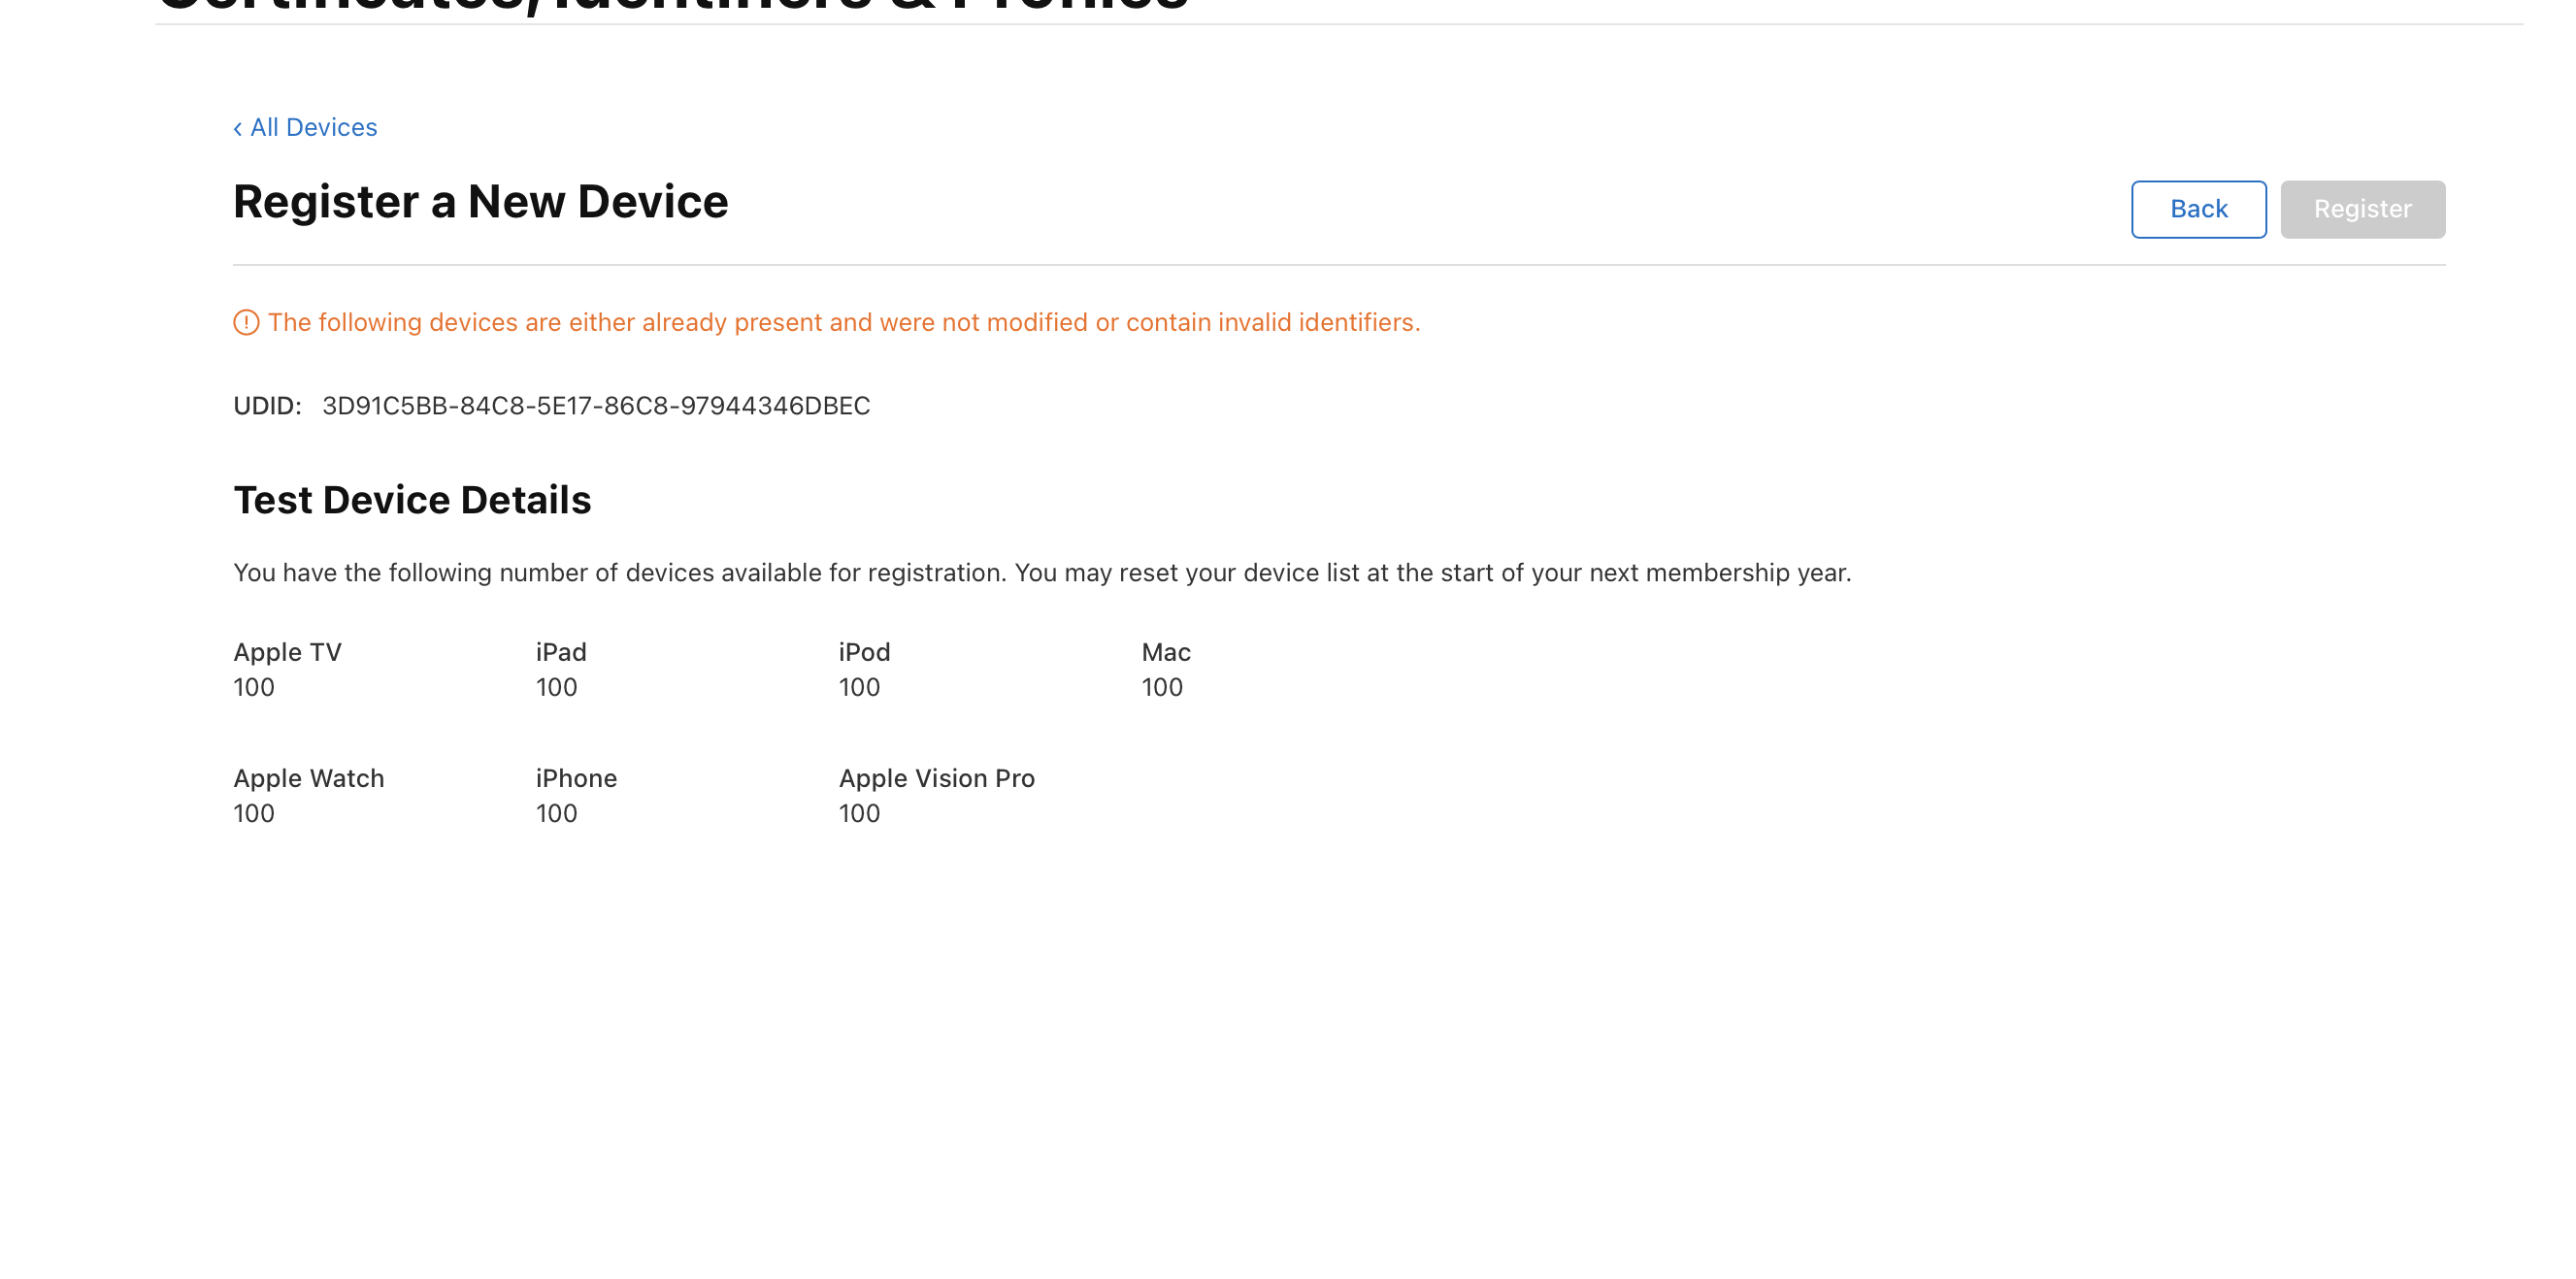 Certificates, Identifiers & Profiles
‹ All Devices
Register a New Device
Back
Register
The following devices are either already present and were not modified or contain invalid identifiers.
UDID: 3D91C5BB-84C8-5E17-86C8-97944346DBEC
Test Device Details
You have the following number of devices available for registration. You may reset your device list at the start of your next membership year.
Apple TV iPad iPod Mac
100 100 100 100
Apple Watch iPhone Apple Vision Pro
100 100 100